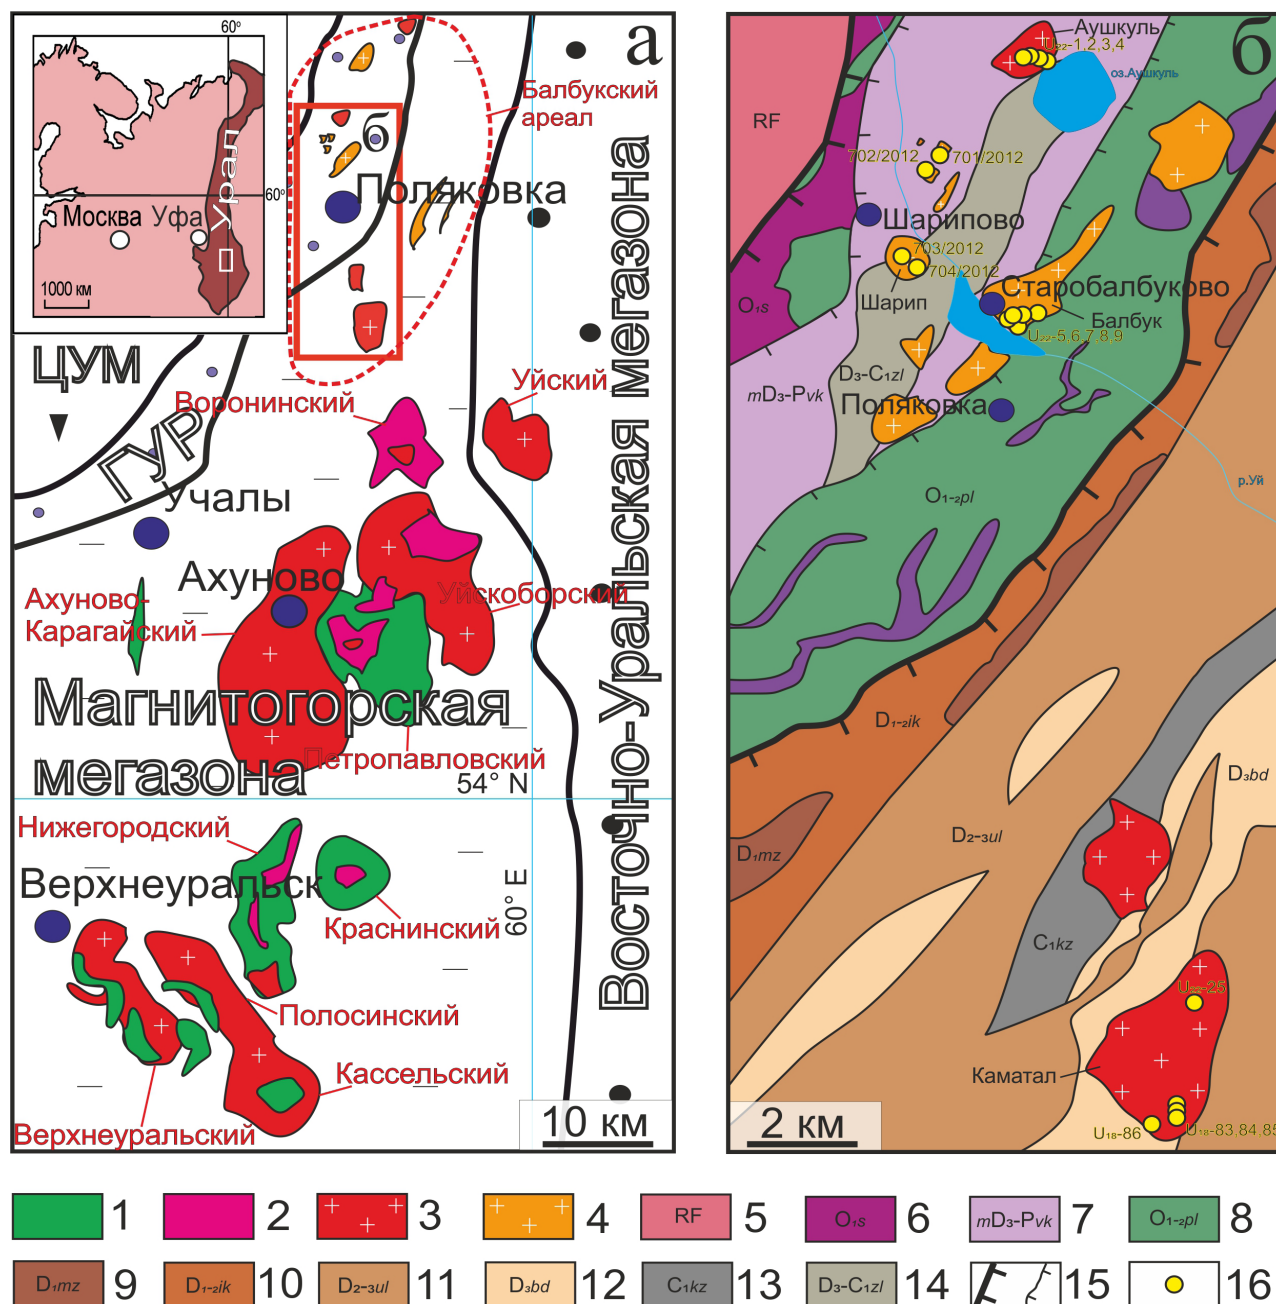 а
60°
60°
Урал
Москва
Уфа
1000 км
Балбукский
ареал
б
Поляковка
ЦУМ
ГУР
Воронинский
Уйский
Учалы
Ахуново
Ахуново-
Карагайский
Уйскоборский
Магнитогорская
мегазона
Петропавловский
54° N
Восточно-Уральская мегазона
Нижегородский
Верхнеуральск
Краснинский
60° E
Полосинский
Кассельский
Верхнеуральский
10 км
б
Аушкуль
U₂₂-1,2,3,4
оз.Аушкуль
RF
702/2012
701/2012
Шарипово
703/2012
704/2012
Шарип
O₁s
Старобалбуково
Балбук
U₂₂-5,6,7,8,9
D₃-C₁zl
mD₃-Pvk
Поляковка
р.Уй
O₁-₂pl
D₁-₂ik
D₃bd
D₂-₃ul
D₁mz
C₁kz
U₂₂-25
Каматал
U₁₈-86
U₁₈-83,84,85
2 км
1
2
3
4
RF 5
O₁s 6
mD₃-Pvk 7
O₁-₂pl 8
D₁mz 9
D₁-₂ik 10
D₂-₃ul 11
D₃bd 12
C₁kz 13
D₃-C₁zl 14
15
16